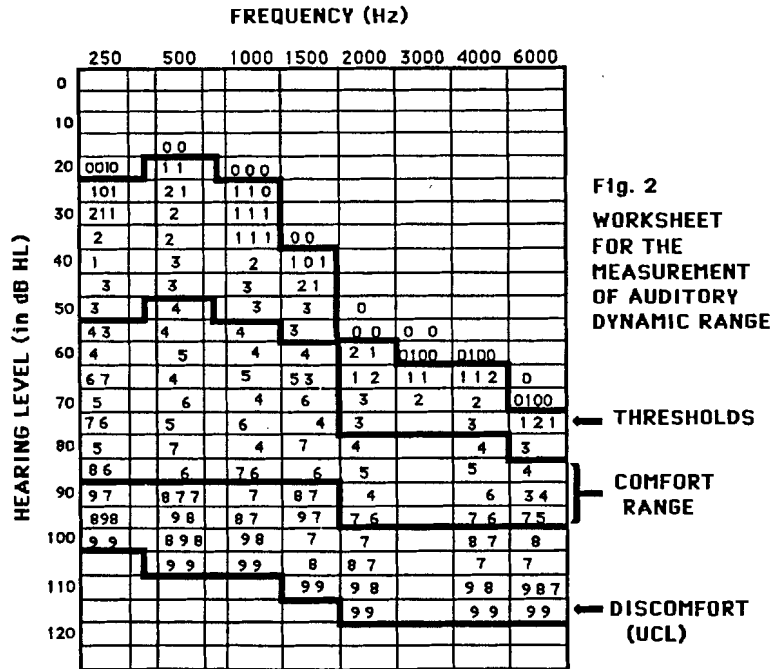 FREQUENCY (Hz)
250 500 1000 1500 2000 3000 4000 6000
0
10
0 0
20 0010 1 1 0 0 0
101 2 1 1 1 0
30 211 2 1 1 1
2 2 1 1 1 0 0
40 1 3 2 1 0 1
3 3 3 2 1
50 3 4 3 3 0
4 3 4 4 3 0 0 0 0
60 4 5 4 4 2 1 0100 0100
6 7 4 5 5 3 1 2 1 1 1 1 2 0
70 5 6 4 6 3 2 2 0100
7 6 5 6 4 3 3 1 2 1
80 5 7 4 7 4 4 3
8 6 6 7 6 6 5 5 4
90 9 7 8 7 7 7 8 7 4 6 3 4
898 9 8 8 7 9 7 7 6 7 6 7 5
100 9 9 8 9 8 9 8 7 7 8 7 8
9 9 9 9 8 8 7 7 7
110 9 9 9 8 9 8 9 8 7
9 9 9 9 9 9
120
HEARING LEVEL (in dB HL)
Fig. 2
WORKSHEET
FOR THE
MEASUREMENT
OF AUDITORY
DYNAMIC RANGE
THRESHOLDS
COMFORT
RANGE
DISCOMFORT
(UCL)